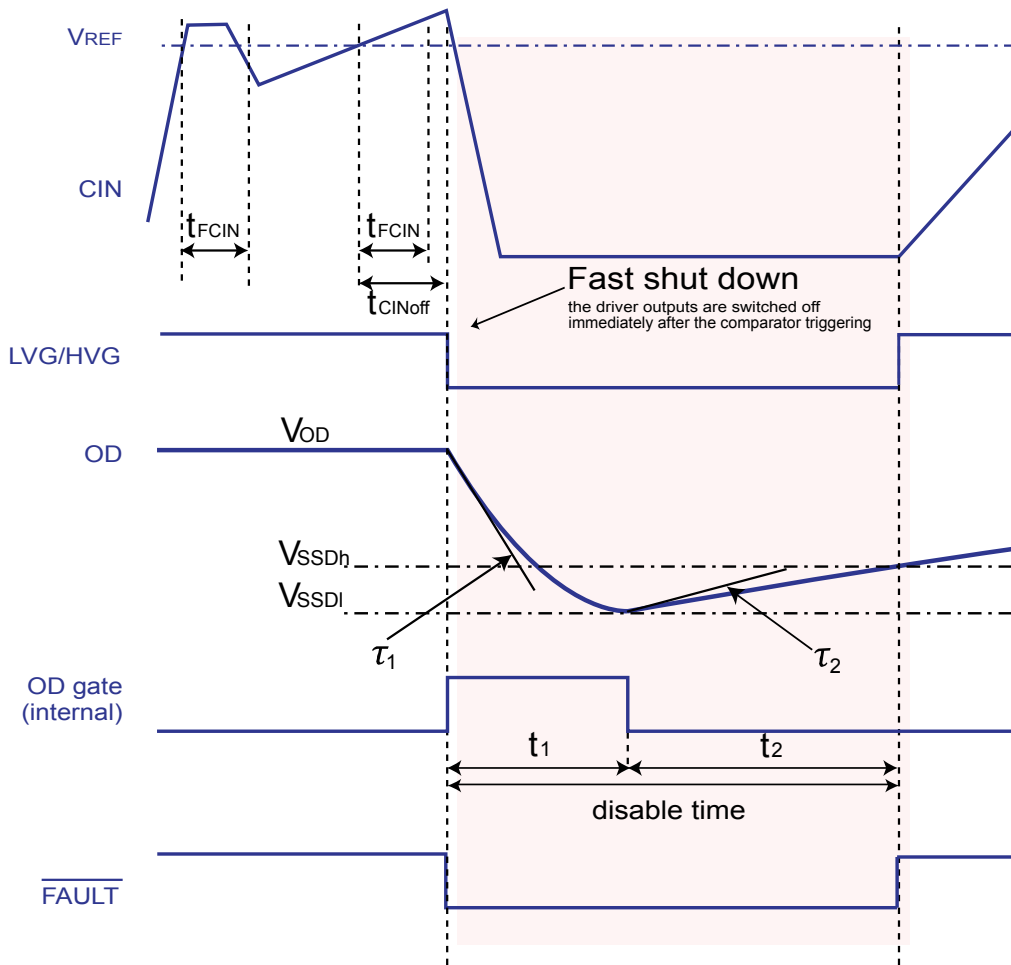 VREF
CIN
tFCIN
tFCIN
tCINoff
Fast shut down
the driver outputs are switched off
immediately after the comparator triggering
LVG/HVG
VOD
OD
VSSDh
VSSDl
τ1
τ2
OD gate
(internal)
t1
t2
disable time
FAULT